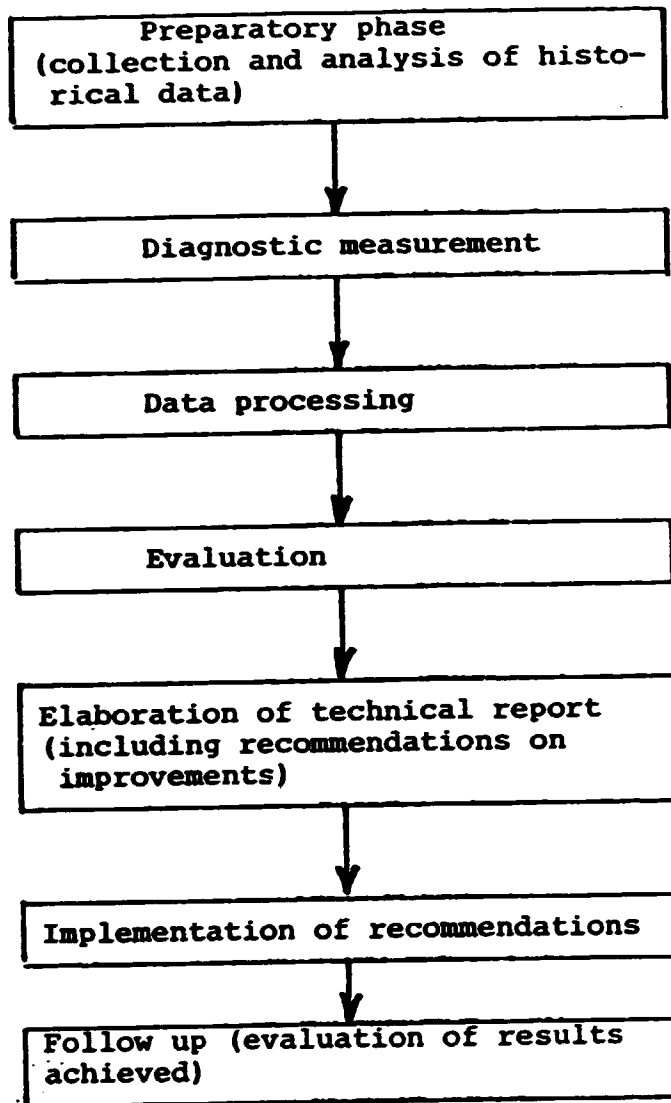 Preparatory phase
(collection and analysis of histo-
rical data)
Diagnostic measurement
Data processing
Evaluation
Elaboration of technical report
(including recommendations on
improvements)
Implementation of recommendations
Follow up (evaluation of results
achieved)